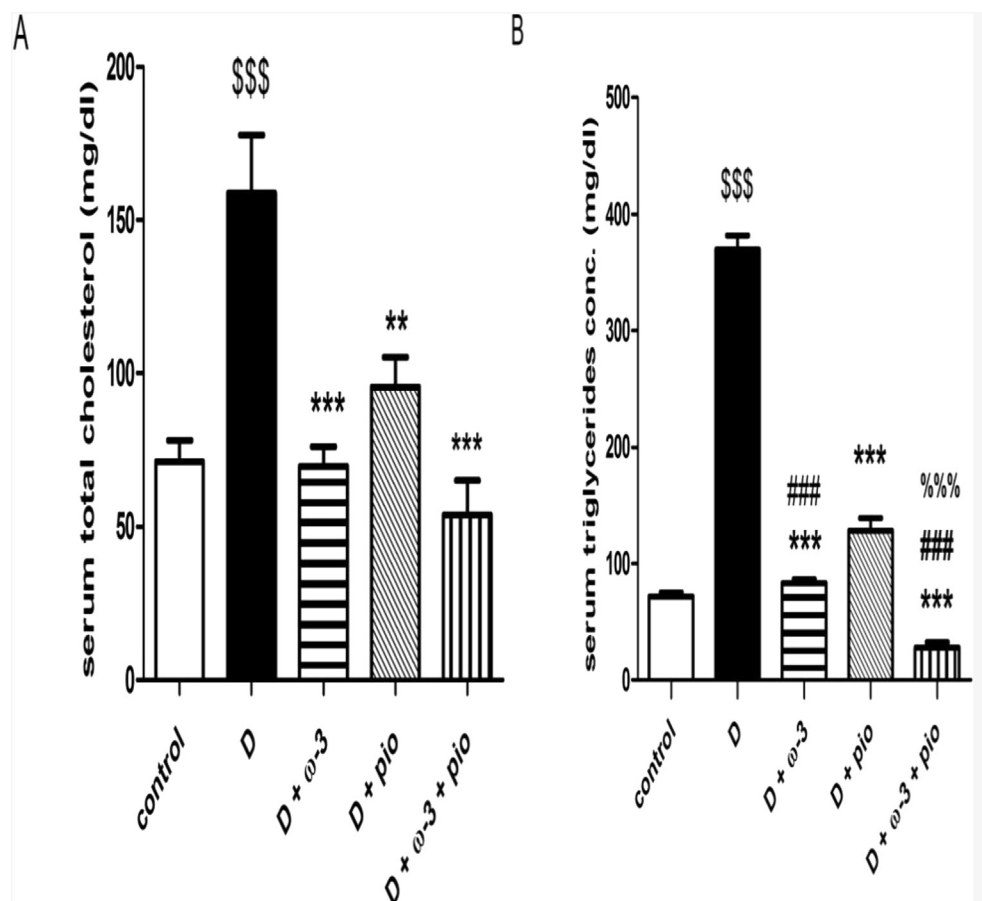 A
serum total cholesterol (mg/dl)
200
150
100
50
0
$$$
***
**
***
control
D
D + ω-3
D + pio
D + ω-3 + pio
B
serum triglycerides conc. (mg/dl)
500
400
300
200
100
0
$$$
###
***
***
%%%
###
***
control
D
D + ω-3
D + pio
D + ω-3 + pio